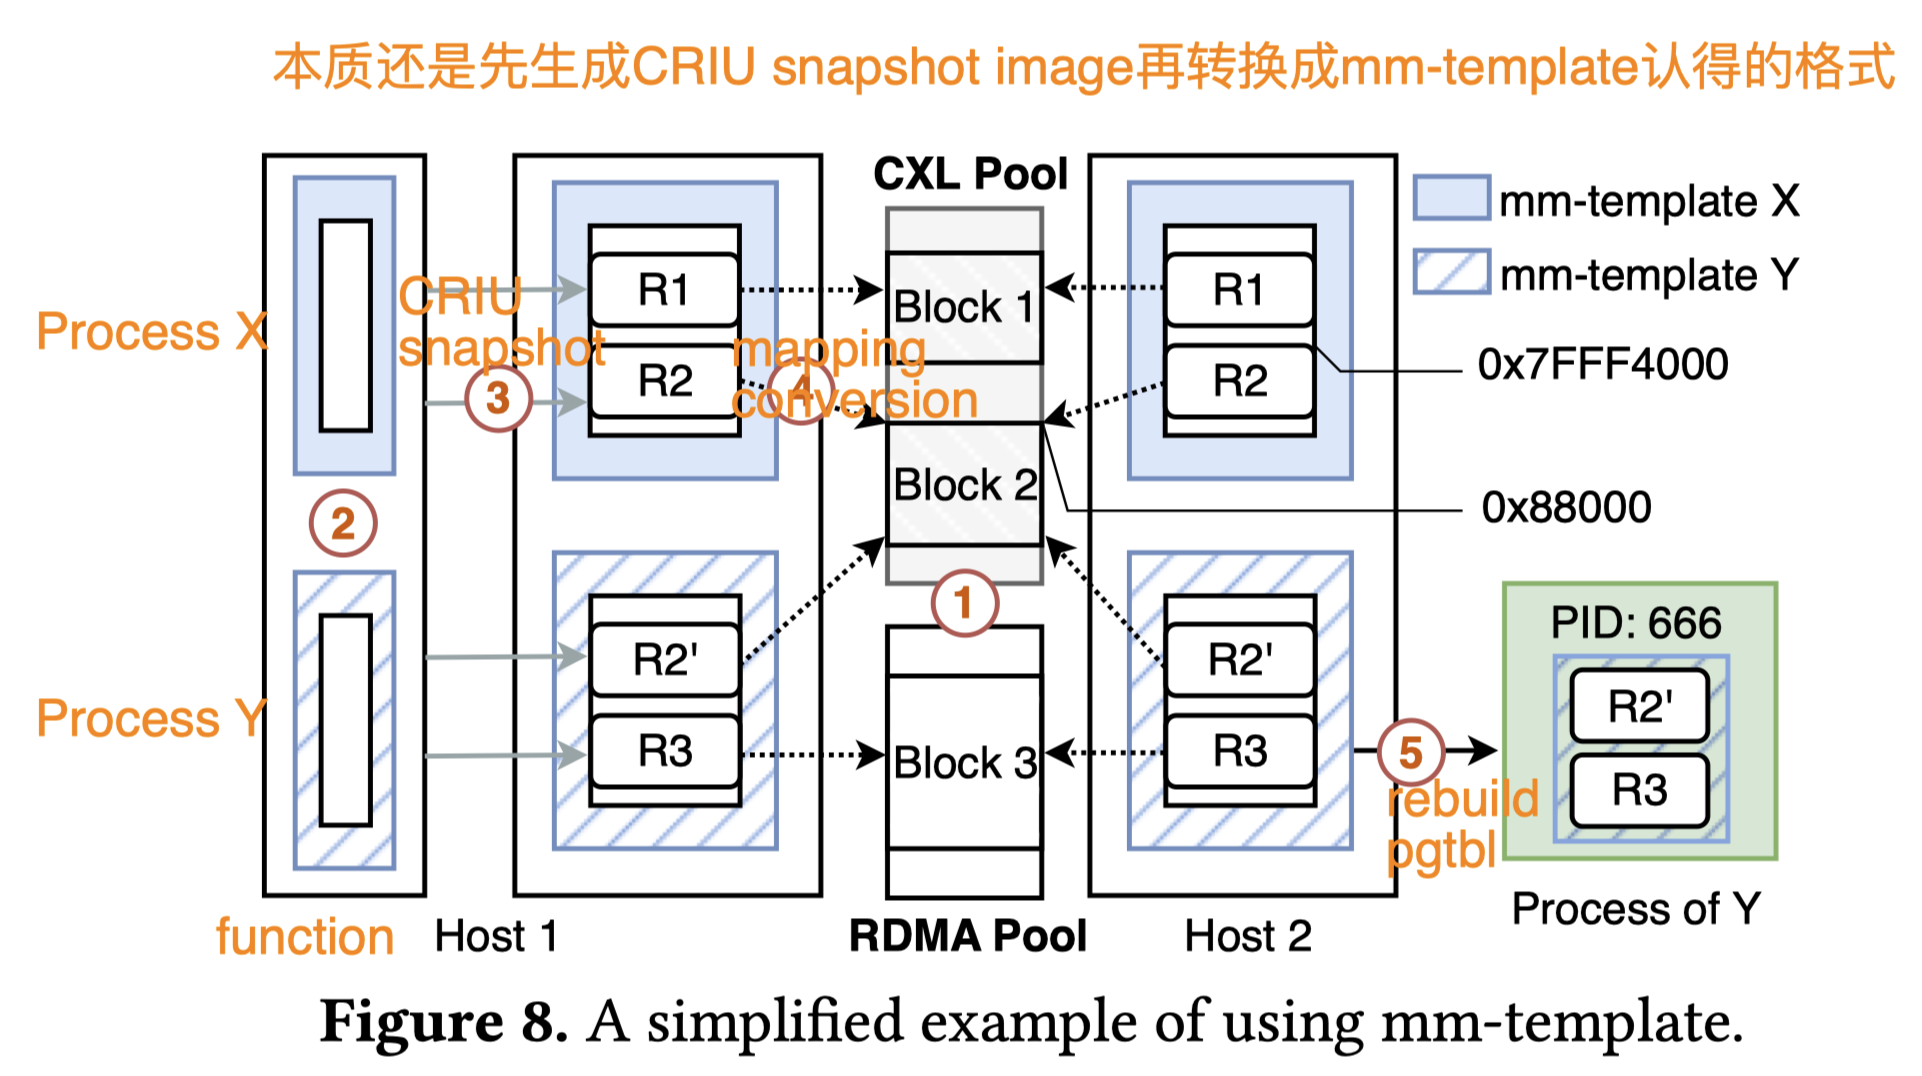 本质还是先生成CRIU snapshot image再转换成mm-template认得的格式
CXL Pool
mm-template X
mm-template Y
Process X
CRIU
snapshot
3
R1
R2
mapping
conversion
4
Block 1
Block 2
R1
R2
0x7FFF4000
0x88000
2
1
Process Y
R2'
R3
Block 3
R2'
R3
5
rebuild
pgtbl
PID: 666
R2'
R3
Process of Y
function
Host 1
RDMA Pool
Host 2
Figure 8. A simplified example of using mm-template.